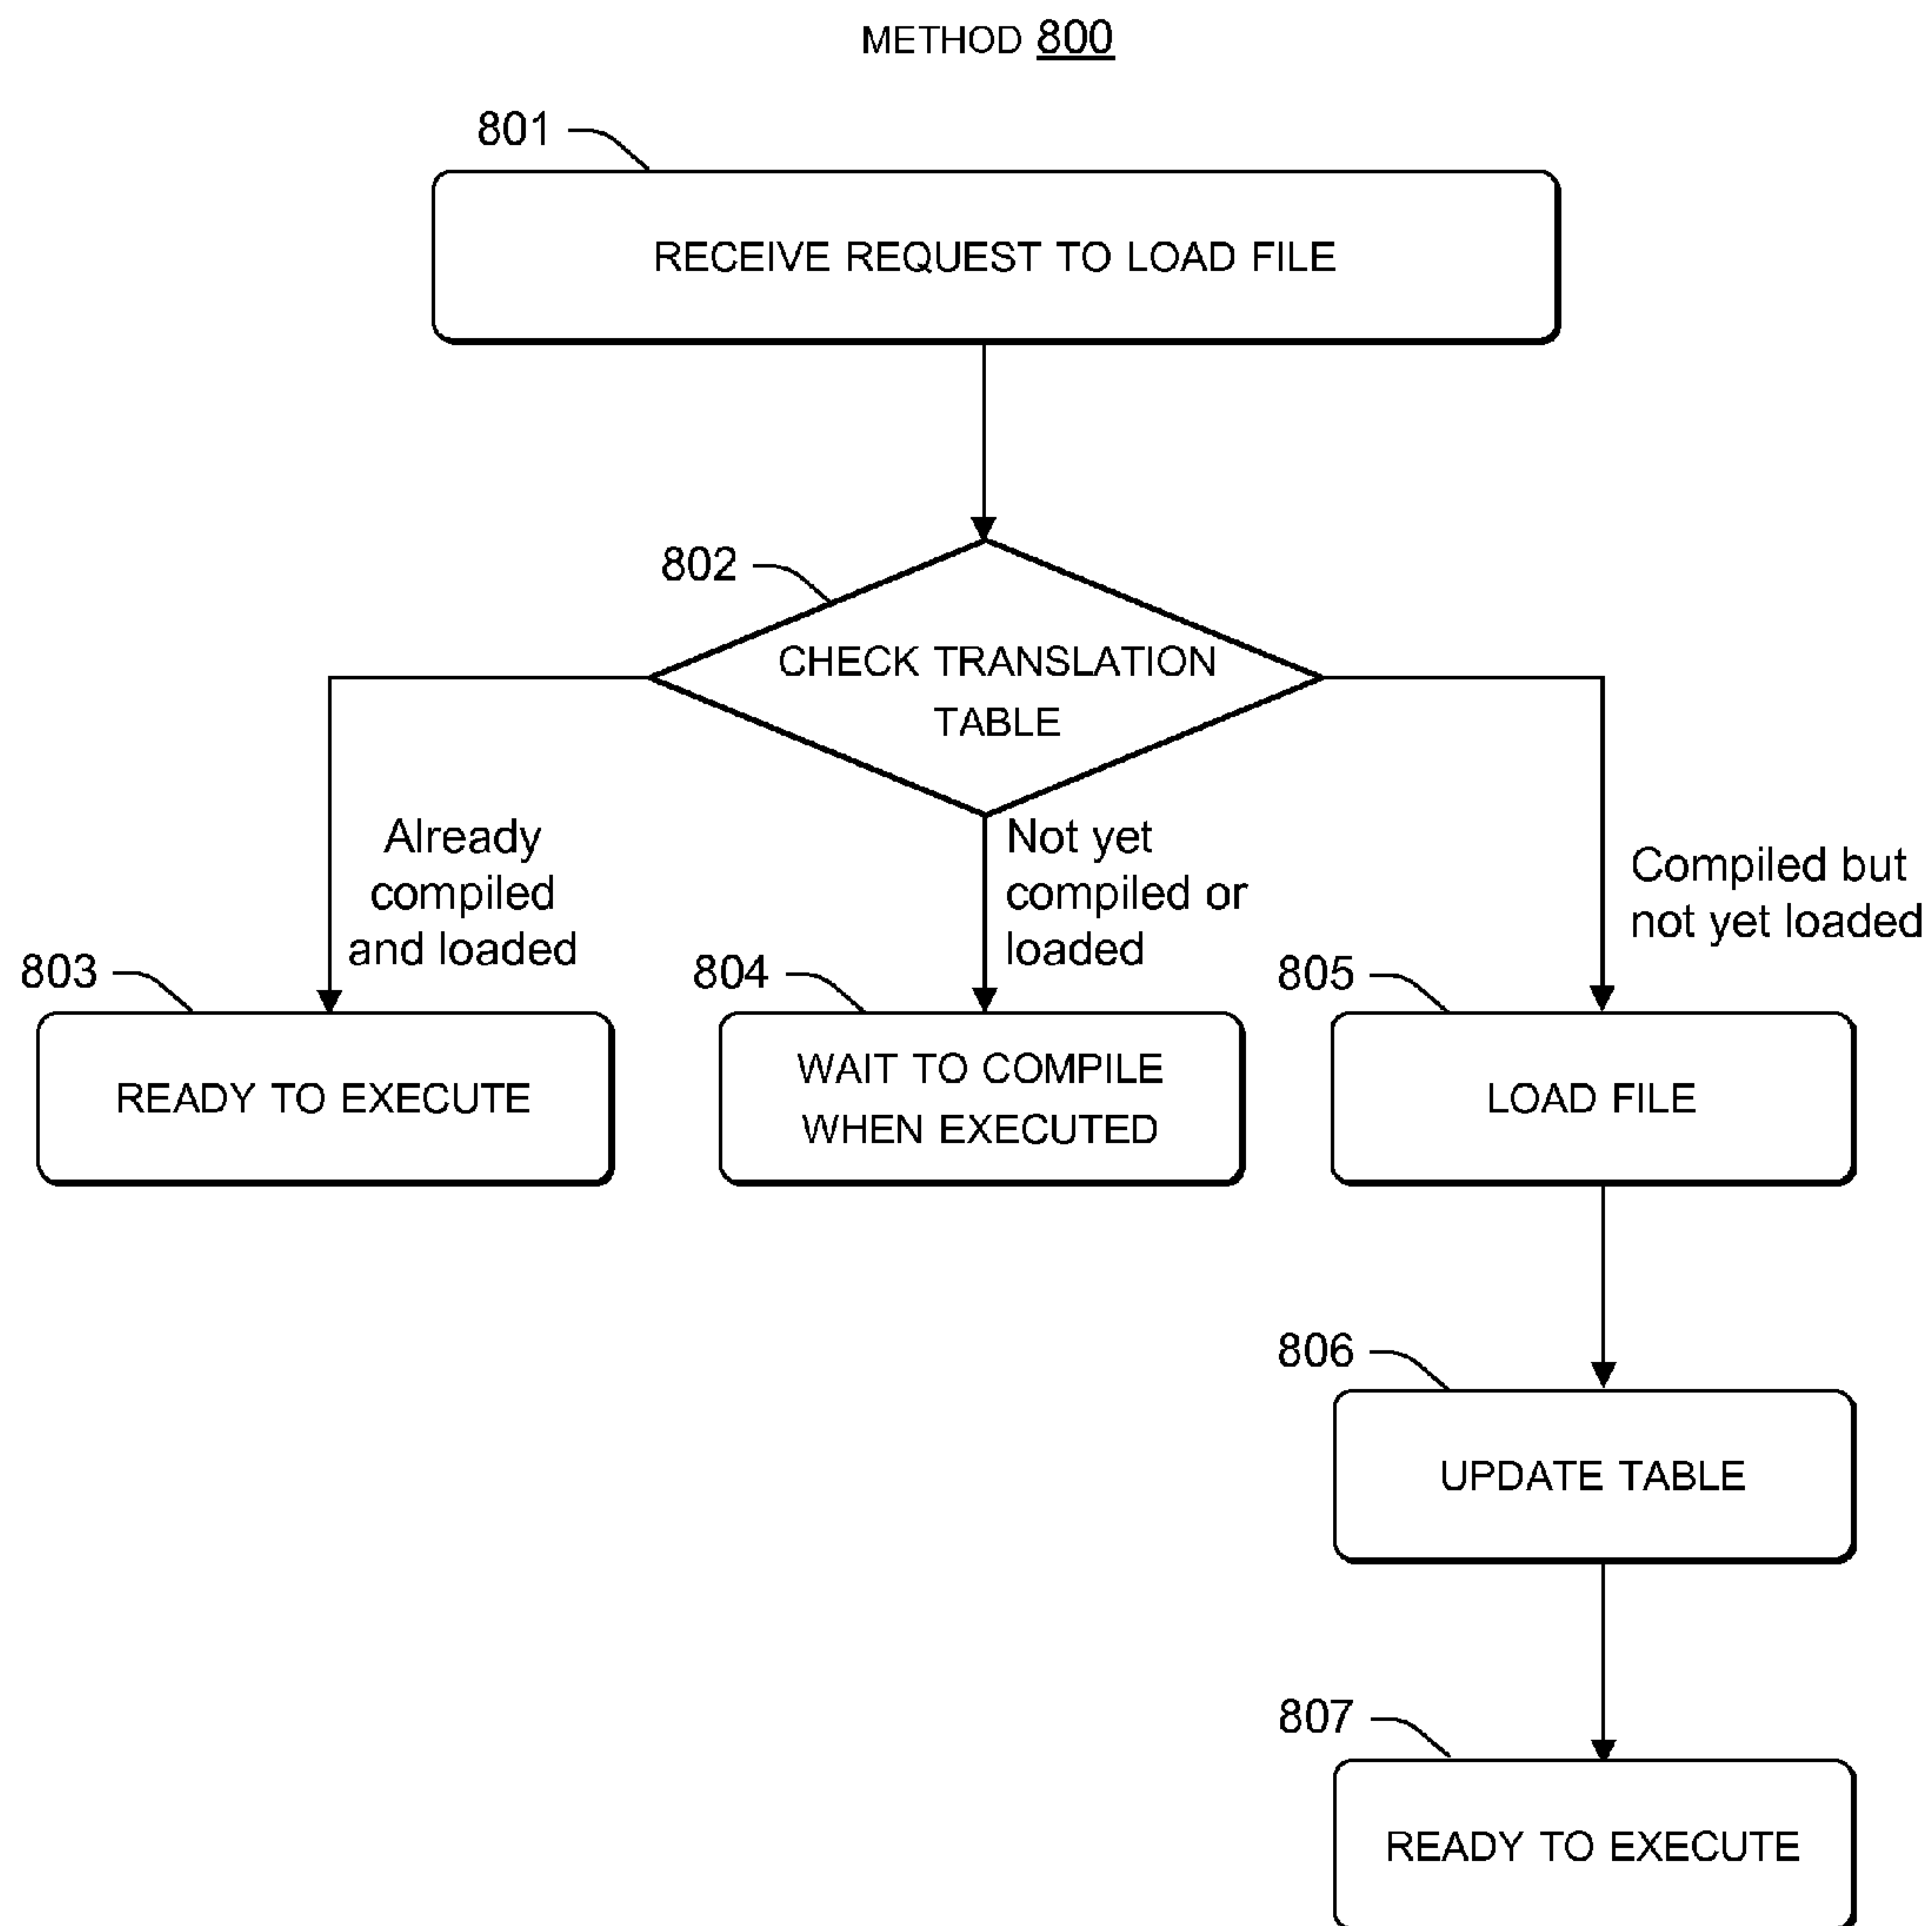 METHOD 800
801
RECEIVE REQUEST TO LOAD FILE
802
CHECK TRANSLATION
TABLE
Already
compiled
and loaded
Not yet
compiled or
loaded
Compiled but
not yet loaded
803
READY TO EXECUTE
804
WAIT TO COMPILE
WHEN EXECUTED
805
LOAD FILE
806
UPDATE TABLE
807
READY TO EXECUTE